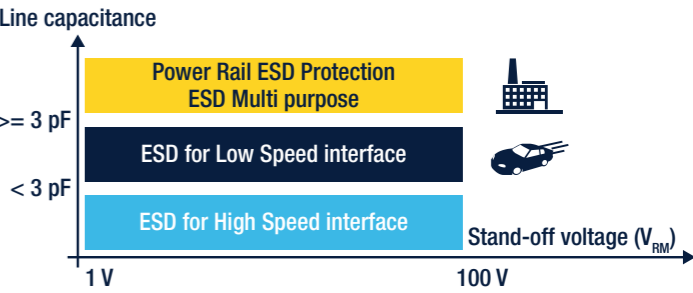 Line capacitance
Power Rail ESD Protection
ESD Multi purpose
>= 3 pF
ESD for Low Speed interface
< 3 pF
ESD for High Speed interface
Stand-off voltage (VRM)
1 V
100 V